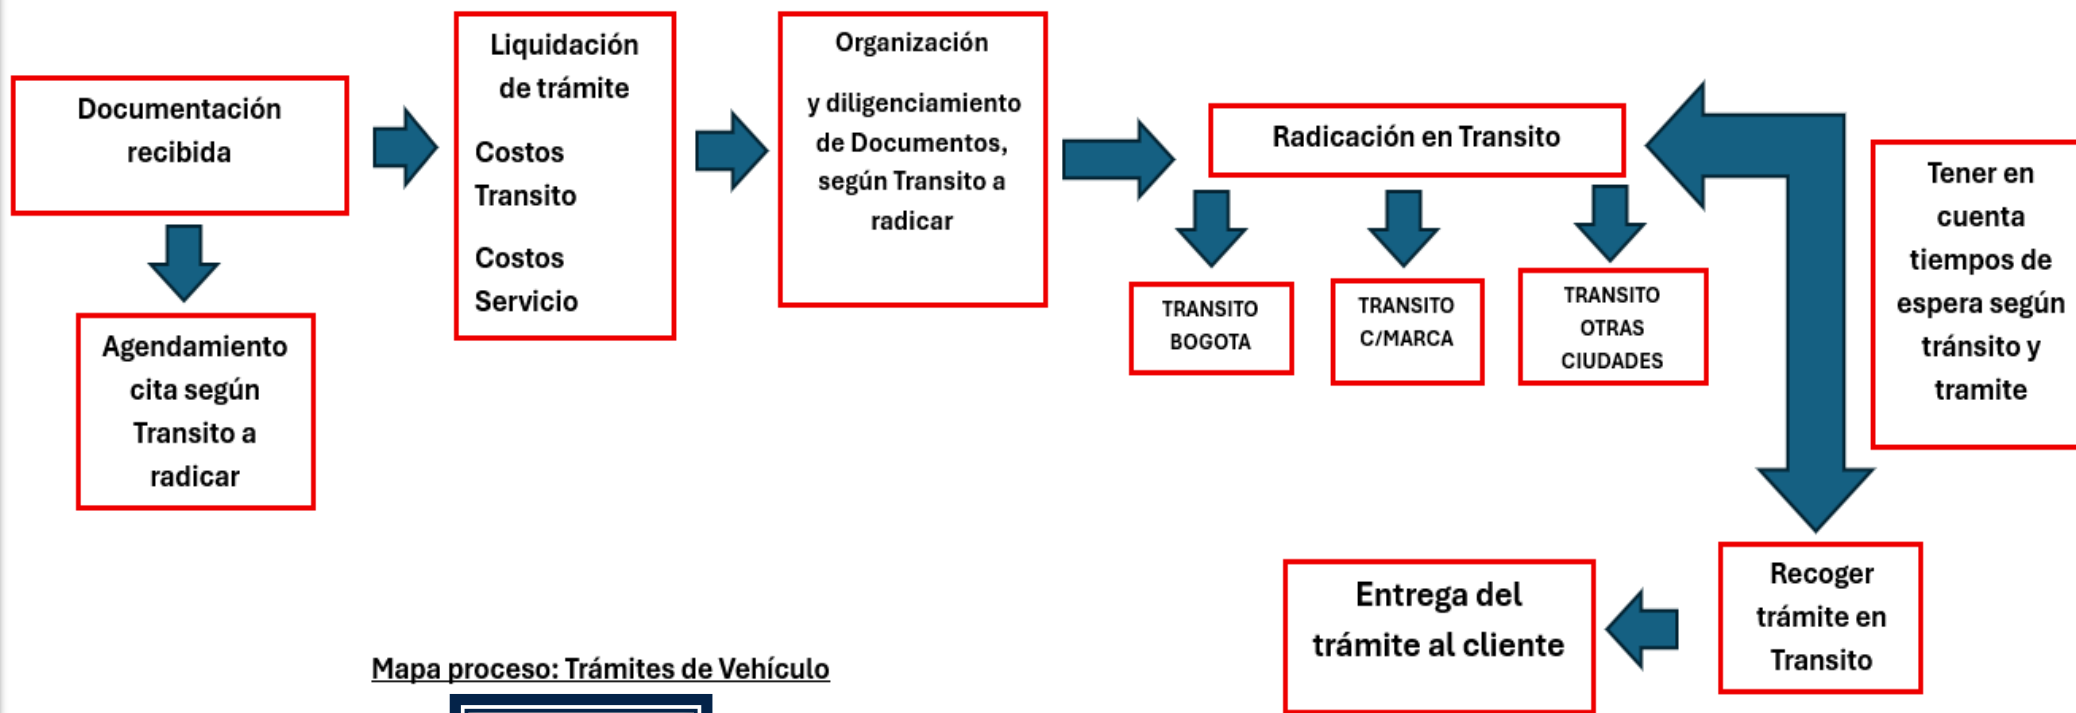 Documentación
recibida
Agendamiento
cita según
Transito a
radicar
Liquidación
de trámite
Costos
Transito
Costos
Servicio
Organización
y diligenciamiento
de Documentos,
según Transito a
radicar
Radicación en Transito
TRANSITO
BOGOTA
TRANSITO
C/MARCA
TRANSITO
OTRAS
CIUDADES
Tener en
cuenta
tiempos de
espera según
tránsito y
tramite
Recoger
trámite en
Transito
Entrega del
trámite al cliente
Mapa proceso: Trámites de Vehículo